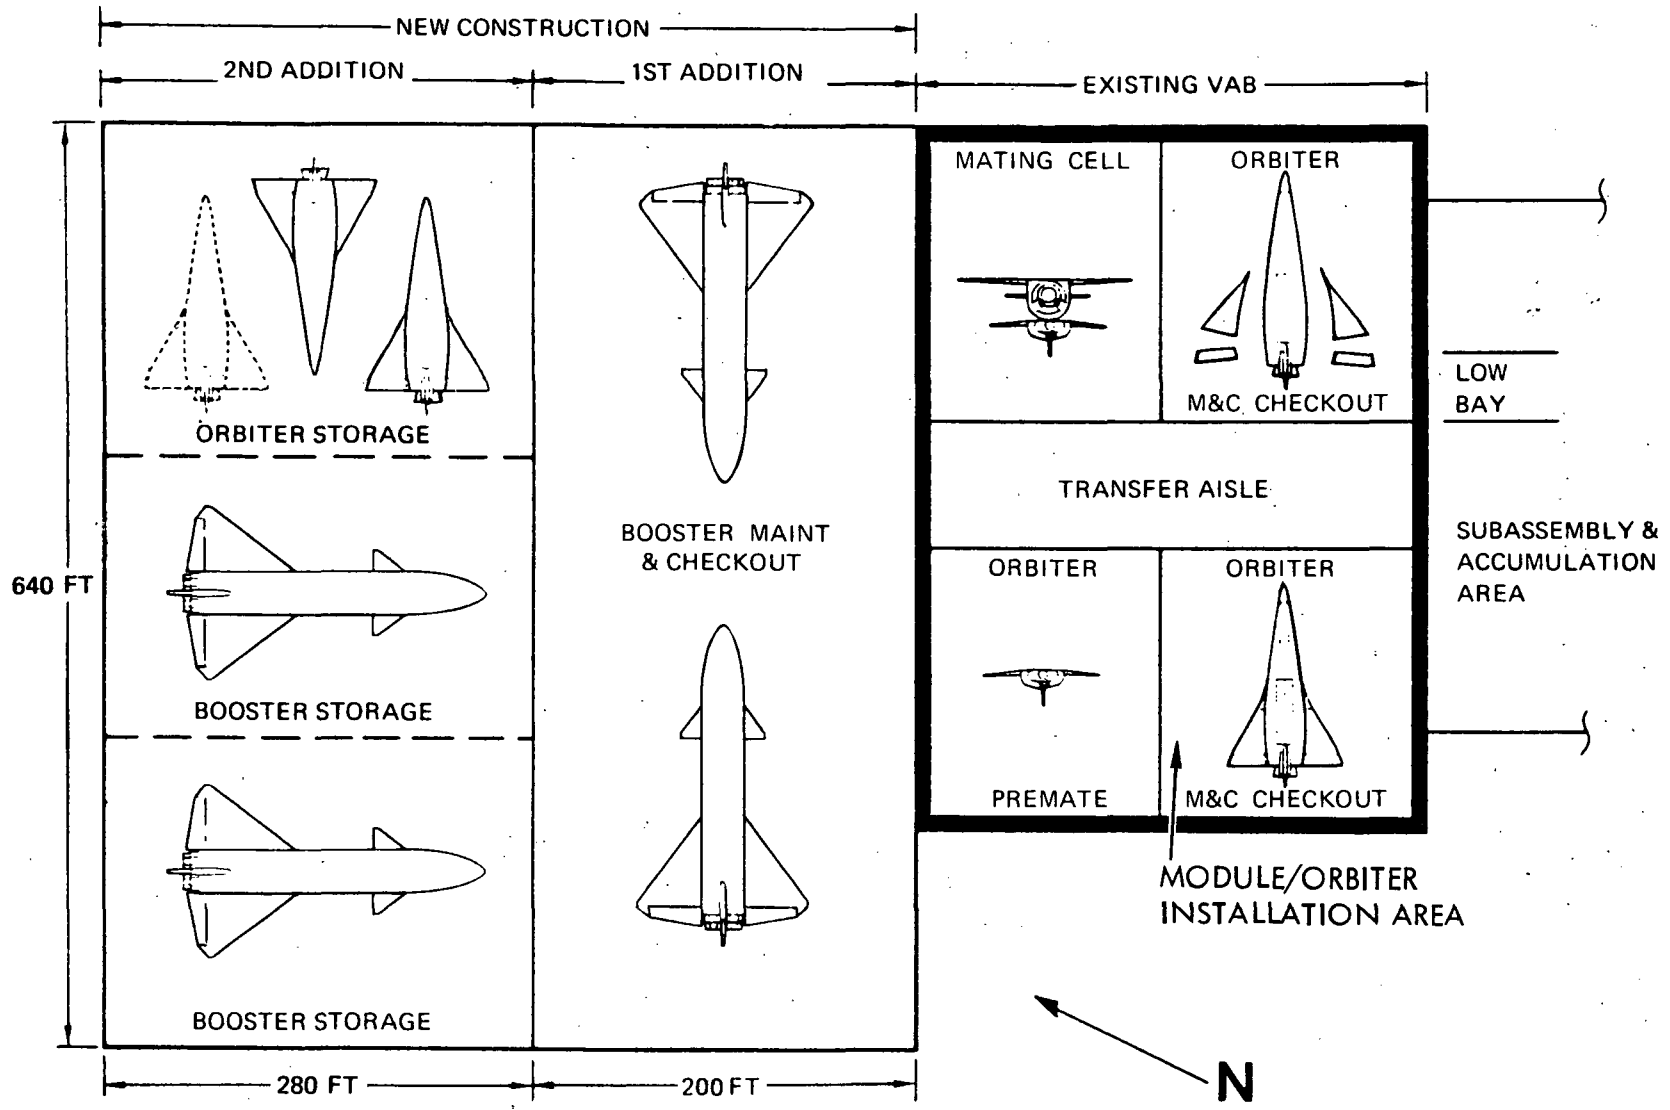 NEW CONSTRUCTION
2ND ADDITION
1ST ADDITION
EXISTING VAB
MATING CELL
ORBITER
M&C CHECKOUT
LOW
BAY
ORBITER STORAGE
TRANSFER AISLE
BOOSTER MAINT
& CHECKOUT
SUBASSEMBLY &
ACCUMULATION
AREA
640 FT
ORBITER
ORBITER
BOOSTER STORAGE
PREMATE
M&C CHECKOUT
MODULE/ORBITER
INSTALLATION AREA
BOOSTER STORAGE
280 FT
200 FT
N